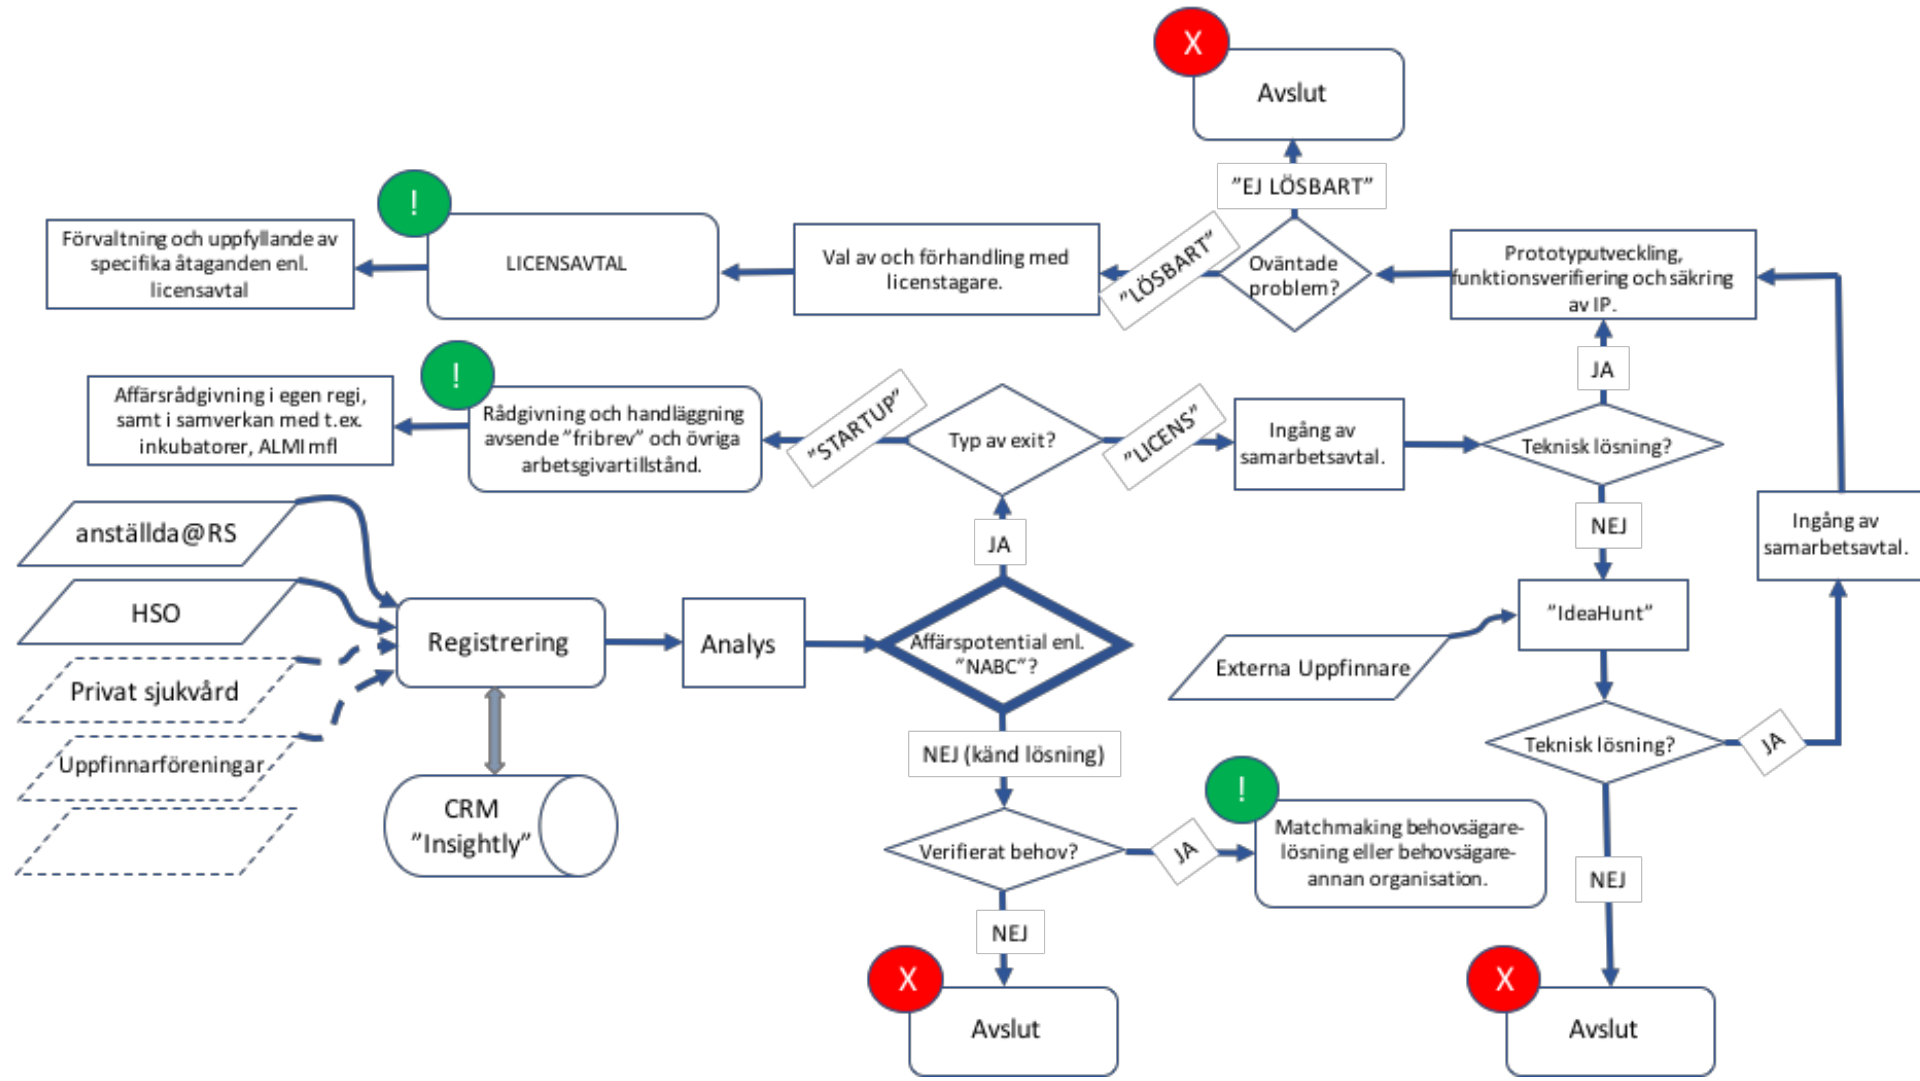 X
Avslut
”EJ LÖSBART”
!
Förvaltning och uppfyllande av
specifika åtaganden enl.
licensavtal
LICENSAVTAL
Val av och förhandling med
licenstagare.
”LÖSBART”
Oväntade
problem?
Prototyputveckling,
funktionsverifiering och säkring
av IP.
JA
!
Affärsrådgivning i egen regi,
samt i samverkan med t.ex.
inkubatorer, ALMI mfl
Rådgivning och handläggning
avsende ”fribrev” och övriga
arbetsgivartillstånd.
”STARTUP”
Typ av exit?
”LICENS”
Ingång av
samarbetsavtal.
Teknisk lösning?
NEJ
Ingång av
samarbetsavtal.
anställda@RS
JA
HSO
”IdeaHunt”
Registrering
Analys
Affärspotential enl.
”NABC”?
Externa Uppfinnare
Privat sjukvård
Uppfinnarföreningar
NEJ (känd lösning)
Teknisk lösning?
JA
CRM
”Insightly”
!
Verifierat behov?
JA
Matchmaking behovsägare-
lösning eller behovsägare-
annan organisation.
NEJ
NEJ
X
Avslut
X
Avslut